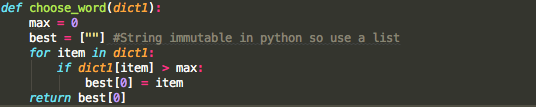 def choose_word(dict1):
    max = 0
    best = [""] #String immutable in python so use a list
    for item in dict1:
        if dict1[item] > max:
            best[0] = item
    return best[0]